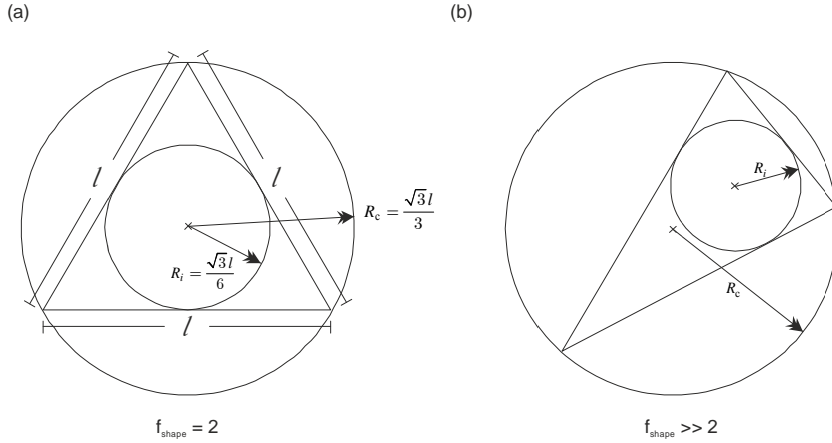 (a)
(b)
l
l
l
R_c = √3 l / 3
R_i = √3 l / 6
R_i
R_c
f_shape = 2
f_shape >> 2